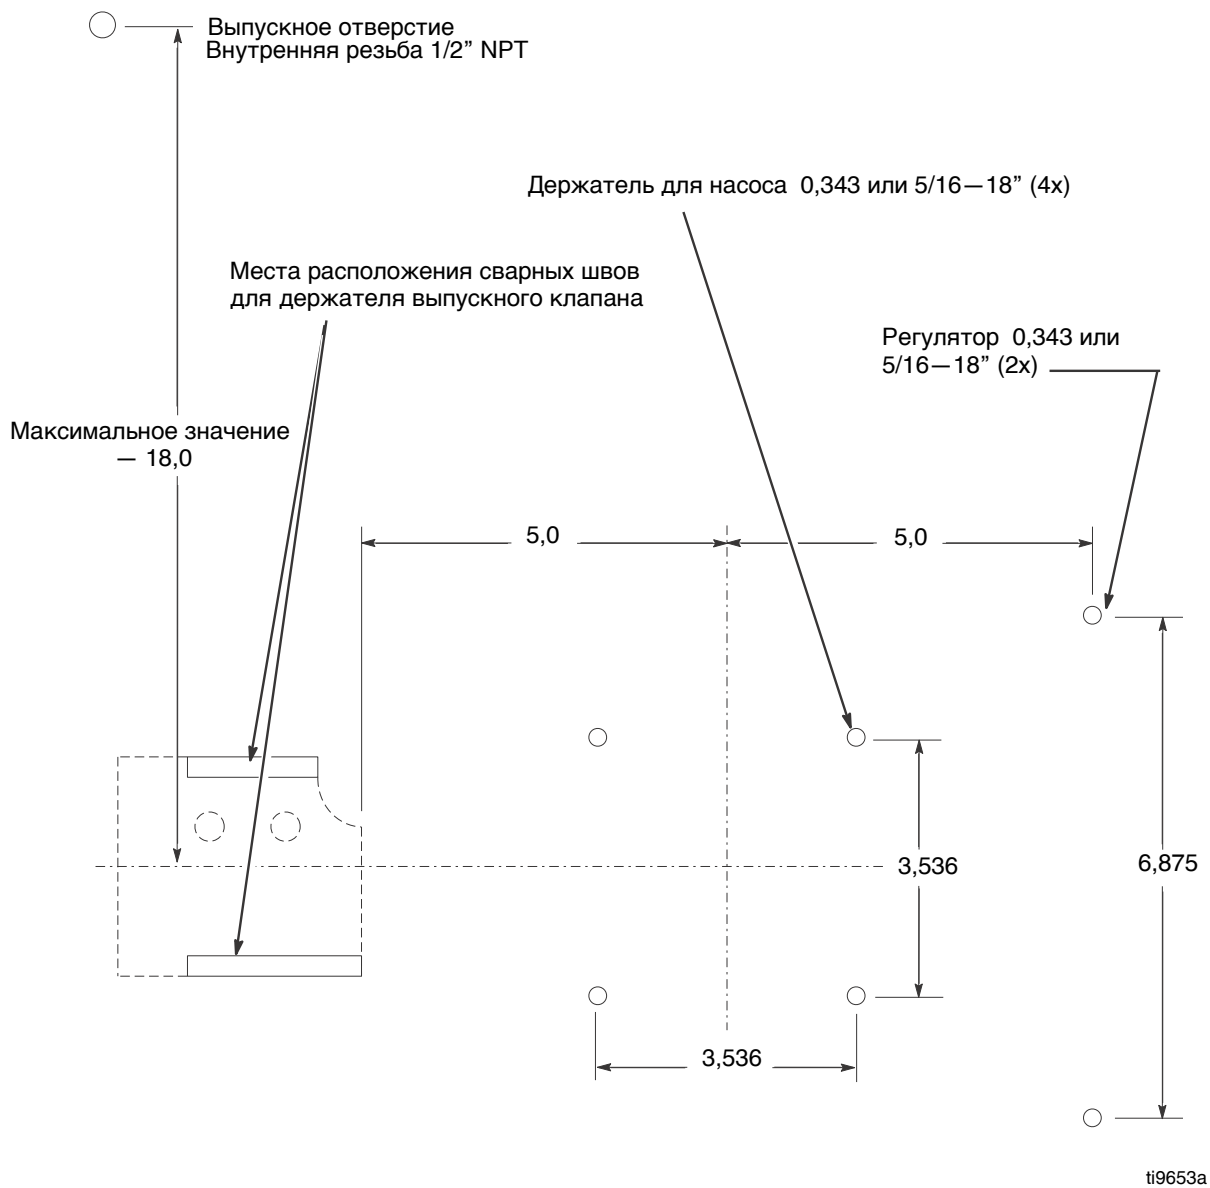 Выпускное отверстие
Внутренняя резьба 1/2” NPT
Держатель для насоса 0,343 или 5/16—18” (4x)
Места расположения сварных швов
для держателя выпускного клапана
Регулятор 0,343 или
5/16—18” (2x)
Максимальное значение
— 18,0
5,0
5,0
3,536
6,875
3,536
ti9653a